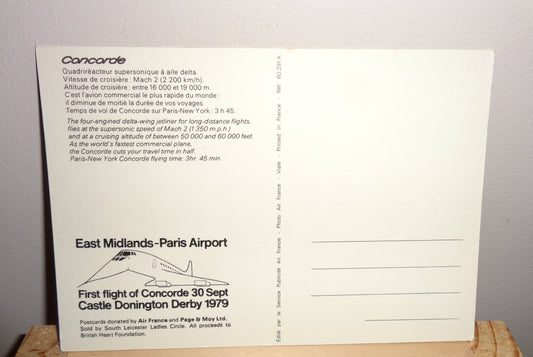 Concorde
Quadriréacteur supersonique à aile delta.
Vitesse de croisière : Mach 2 (2 200 km/h).
Altitude de croisière : entre 16 000 et 19 000 m.
C'est l'avion commercial le plus rapide du monde :
il diminue de moitié la durée de vos voyages.
Temps de vol de Concorde sur Paris-New York : 3 h 45.
The four-engined delta-wing jetliner for long-distance flights,
flies at the supersonic speed of Mach 2 (1 350 m.p.h.)
and at a cruising altitude of between 50 000 and 60 000 feet.
As the world's fastest commercial plane,
the Concorde cuts your travel time in half.
Paris-New York Concorde flying time: 3hr. 45 min.
East Midlands-Paris Airport
First flight of Concorde 30 Sept
Castle Donington Derby 1979
Postcards donated by Air France and Page & Moy Ltd.
Sold by South Leicester Ladies Circle. All proceeds to
British Heart Foundation.
Édité par le Service Publicité Air France - Photo Air France - Viale - Printed in France - Réf. 60.291 A